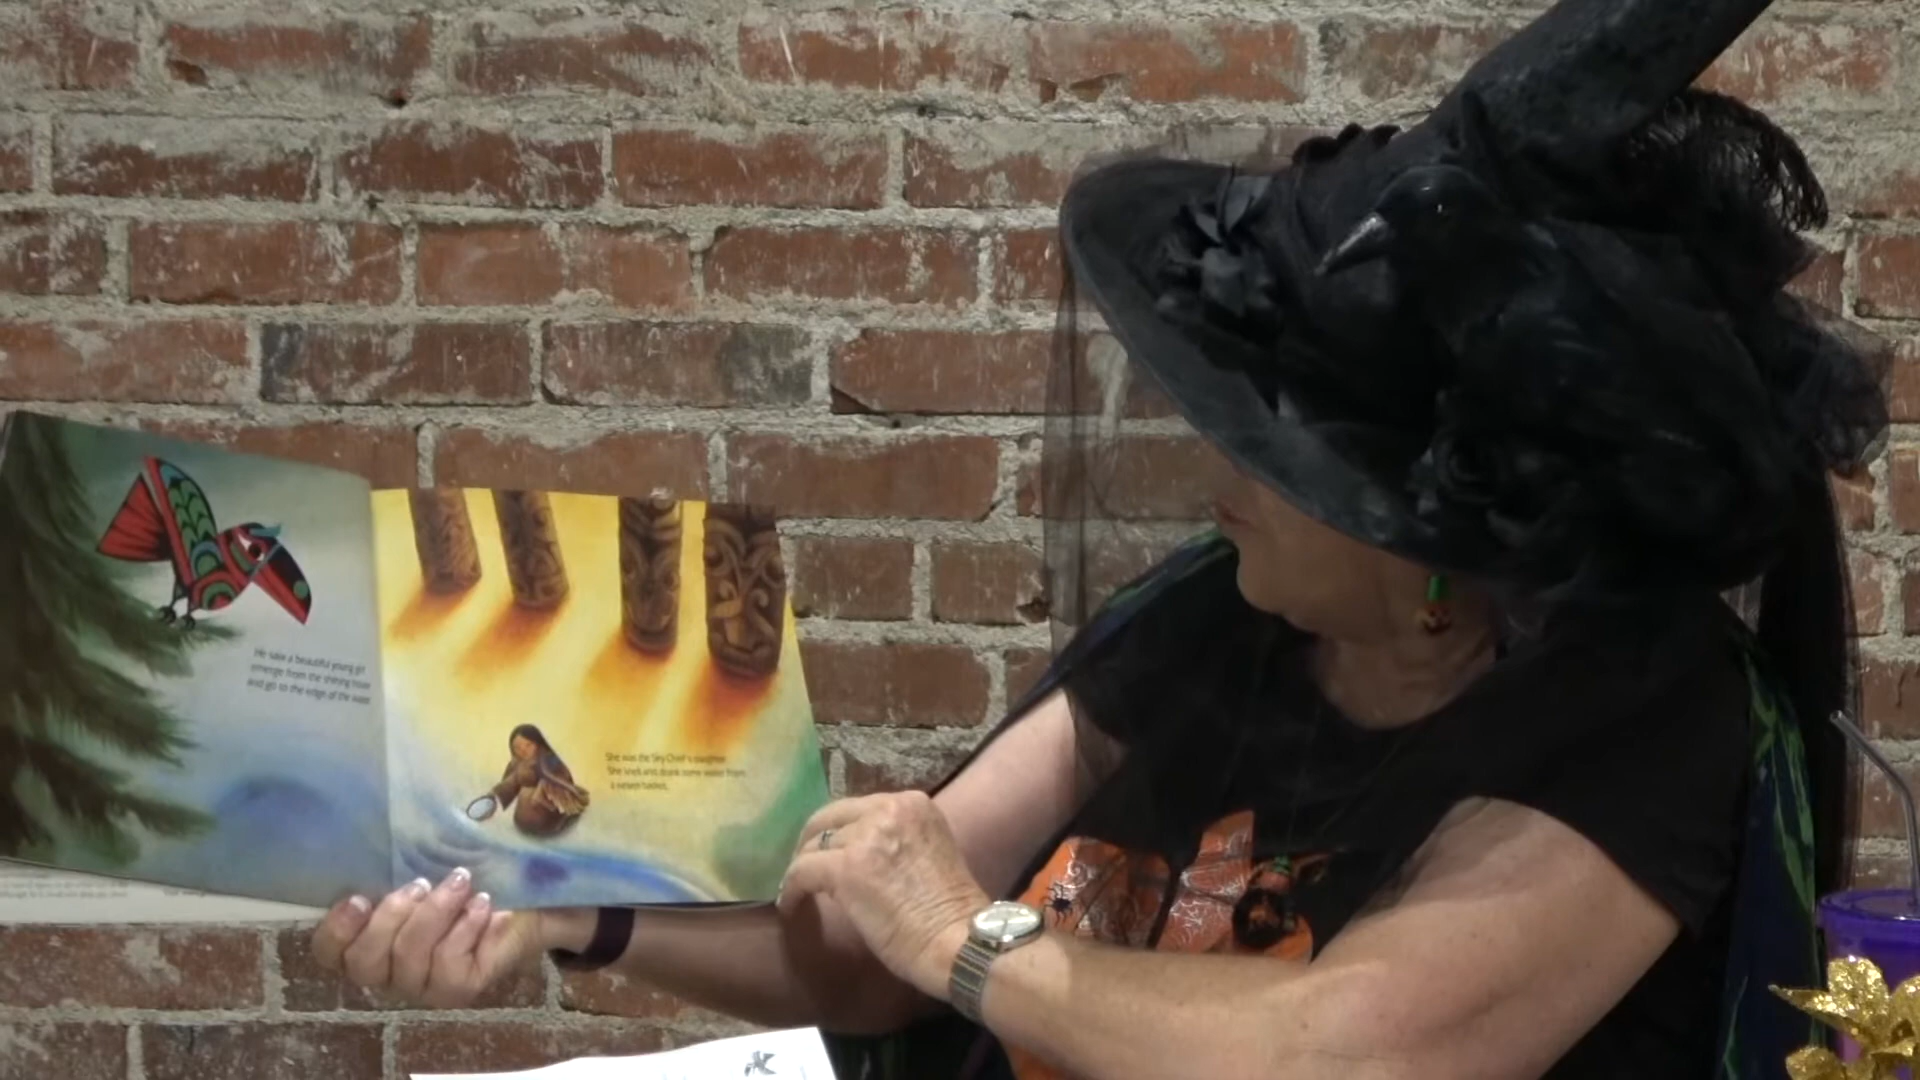 He saw a beautiful young girl
emerge from the shining house
and go to the edge of the water.
She was the Sky Chief's daughter.
She knelt and drank some water from
a woven basket.